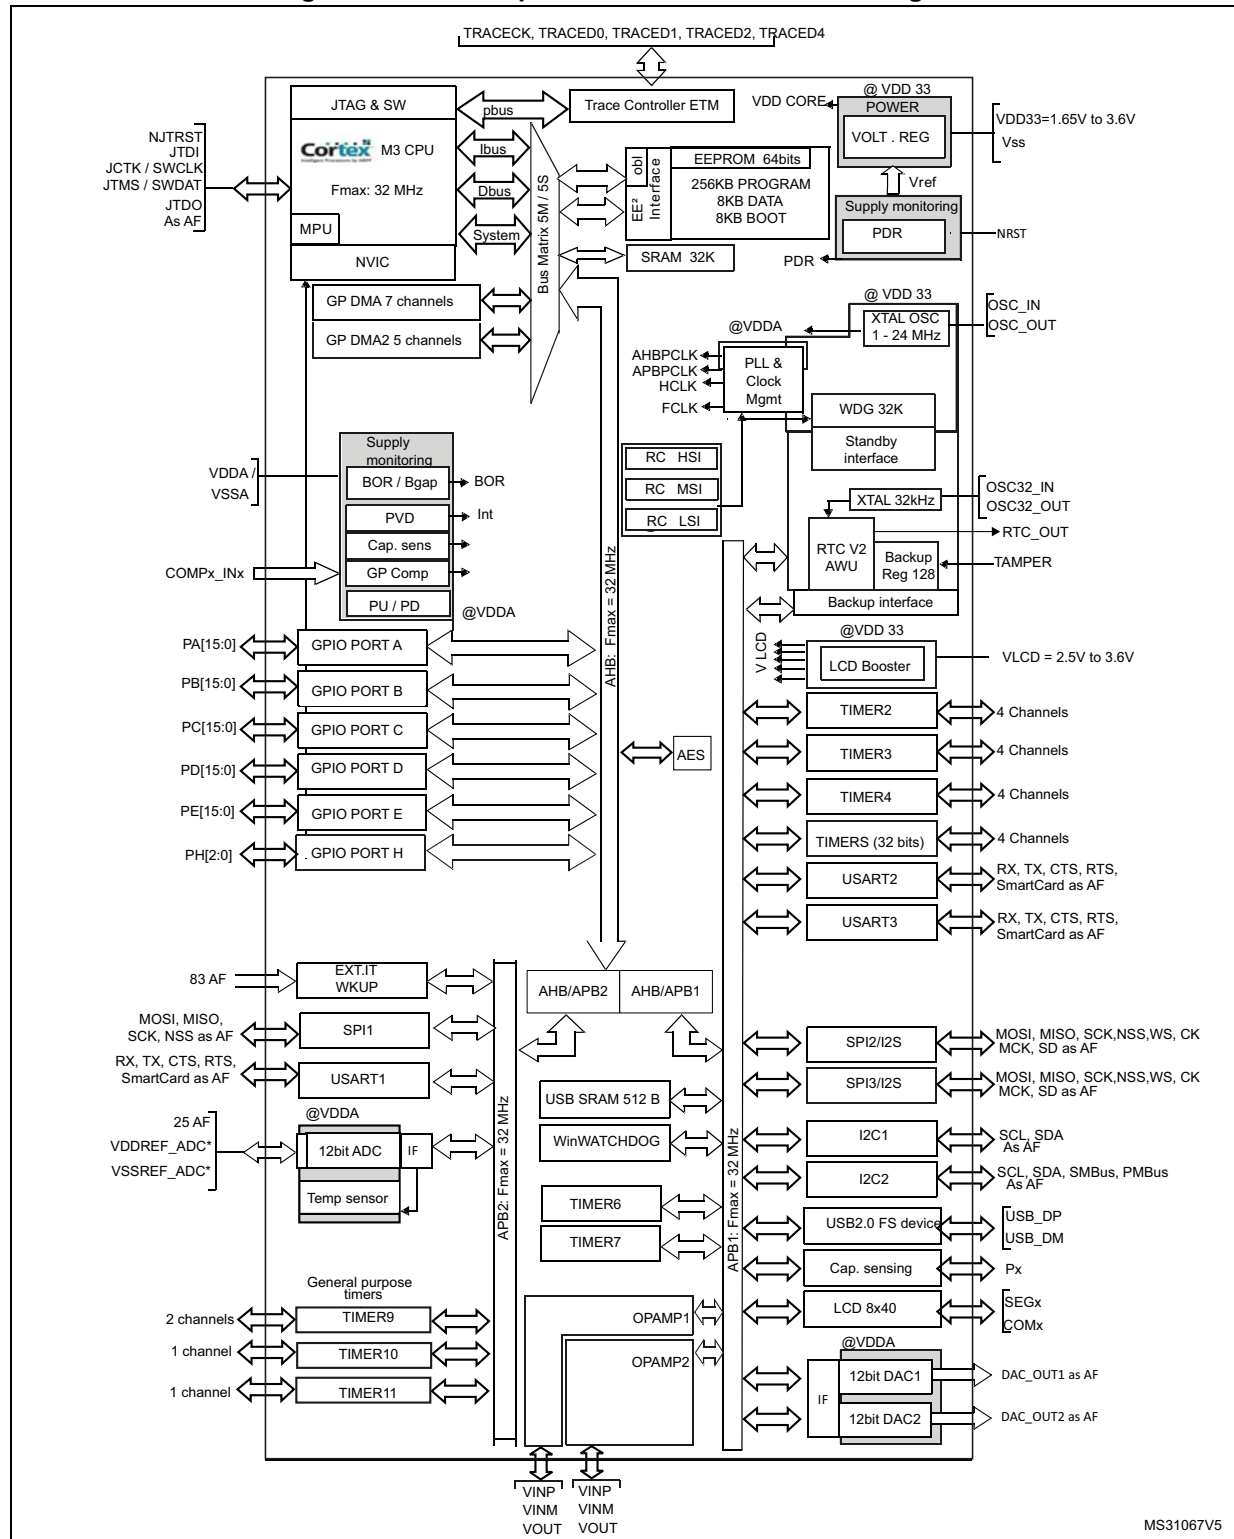 TRACECK, TRACED0, TRACED1, TRACED2, TRACED4
JTAG & SW
pbus
Trace Controller ETM
VDD CORE
@ VDD 33
POWER
VOLT . REG
VDD33=1.65V to 3.6V
Vss
NJTRST
JTDI
JCTK / SWCLK
JTMS / SWDAT
JTDO
As AF
Cortex
M3 CPU
Fmax: 32 MHz
MPU
NVIC
Ibus
Dbus
System
Bus Matrix 5M / 5S
obl
EE²
Interface
EEPROM 64bits
256KB PROGRAM
8KB DATA
8KB BOOT
SRAM 32K
Vref
Supply monitoring
PDR
NRST
PDR
GP DMA 7 channels
GP DMA2 5 channels
@ VDD 33
XTAL OSC
1 - 24 MHz
OSC_IN
OSC_OUT
@VDDA
AHBPCLK
APBPCLK
HCLK
FCLK
PLL &
Clock
Mgmt
WDG 32K
Standby
interface
RC HSI
RC MSI
RC LSI
XTAL 32kHz
OSC32_IN
OSC32_OUT
RTC V2
AWU
RTC_OUT
Backup
Reg 128
TAMPER
Backup interface
VDDA /
VSSA
Supply
monitoring
BOR / Bgap
BOR
PVD
Int
Cap. sens
COMPx_INx
GP Comp
PU / PD
@VDDA
AHB: Fmax = 32 MHz
PA[15:0]
GPIO PORT A
PB[15:0]
GPIO PORT B
PC[15:0]
GPIO PORT C
PD[15:0]
GPIO PORT D
PE[15:0]
GPIO PORT E
PH[2:0]
GPIO PORT H
AES
@VDD 33
V LCD
LCD Booster
VLCD = 2.5V to 3.6V
TIMER2
4 Channels
TIMER3
4 Channels
TIMER4
4 Channels
TIMERS (32 bits)
4 Channels
USART2
RX, TX, CTS, RTS,
SmartCard as AF
USART3
RX, TX, CTS, RTS,
SmartCard as AF
83 AF
EXT.IT
WKUP
AHB/APB2
AHB/APB1
MOSI, MISO,
SCK, NSS as AF
SPI1
RX, TX, CTS, RTS,
SmartCard as AF
USART1
SPI2/I2S
MOSI, MISO, SCK,NSS,WS, CK
MCK, SD as AF
SPI3/I2S
MOSI, MISO, SCK,NSS,WS, CK
MCK, SD as AF
USB SRAM 512 B
WinWATCHDOG
@VDDA
25 AF
VDDREF_ADC*
VSSREF_ADC*
12bit ADC
IF
Temp sensor
APB2: Fmax = 32 MHz
APB1: Fmax = 32 MHz
I2C1
SCL, SDA
As AF
I2C2
SCL, SDA, SMBus, PMBus
As AF
TIMER6
TIMER7
USB2.0 FS device
USB_DP
USB_DM
Cap. sensing
Px
LCD 8x40
SEGx
COMx
General purpose
timers
2 channels
TIMER9
1 channel
TIMER10
1 channel
TIMER11
OPAMP1
OPAMP2
@VDDA
IF
12bit DAC1
DAC_OUT1 as AF
12bit DAC2
DAC_OUT2 as AF
VINP
VINM
VOUT
VINP
VINM
VOUT
MS31067V5